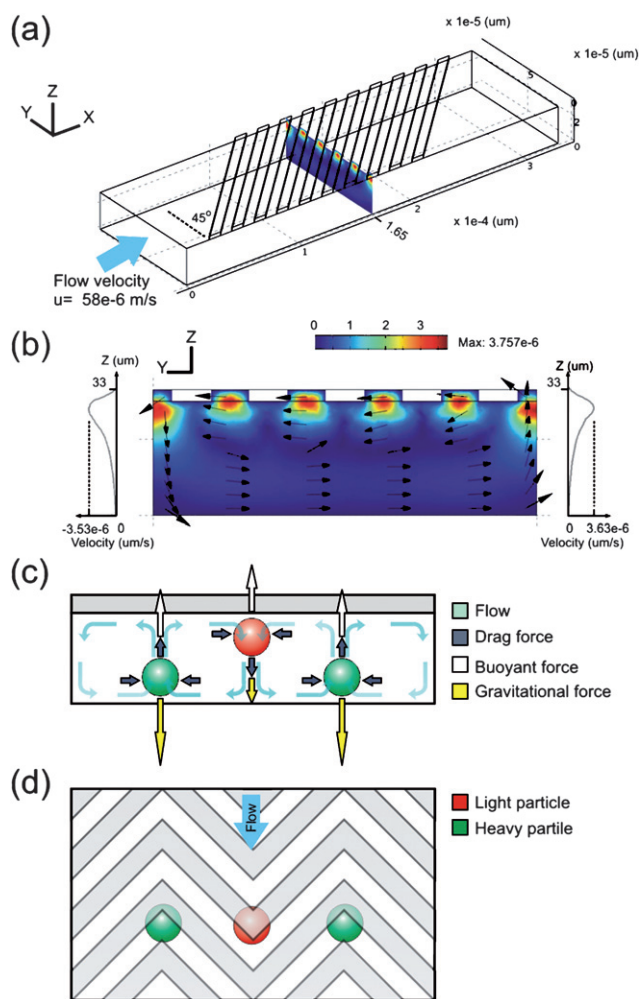 (a)
x 1e-5 (um)
x 1e-5 (um)
Z
Y
X
5
0
2
0
3
2
x 1e-4 (um)
1.65
1
0
45°
Flow velocity
u= 58e-6 m/s
(b)
0 1 2 3
Max: 3.757e-6
Z
Y
Z (um)
33
-3.53e-6 0
Velocity (um/s)
Z (um)
33
0 3.63e-6
Velocity (um/s)
(c)
Flow
Drag force
Buoyant force
Gravitational force
(d)
Flow
Light particle
Heavy partile